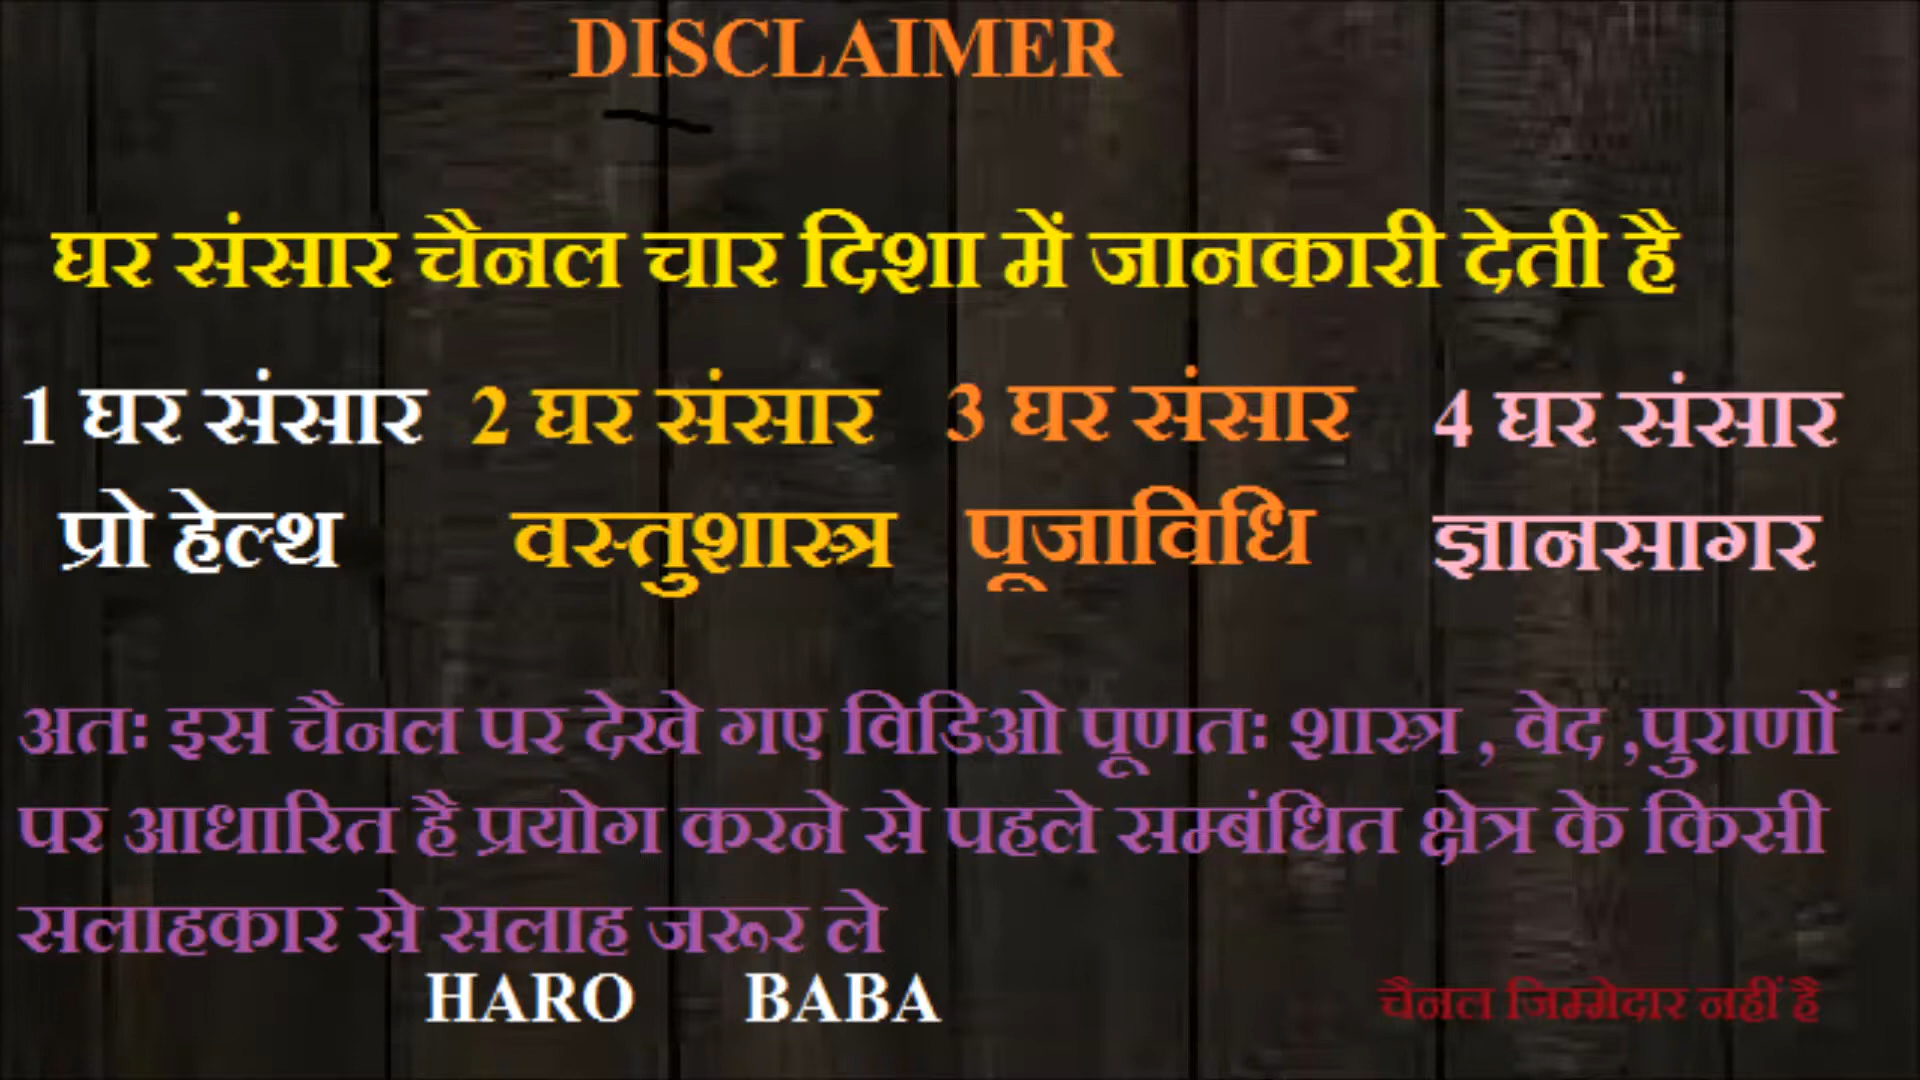 DISCLAIMER
घर संसार चैनल चार दिशा में जानकारी देती है
1 घर संसार 2 घर संसार 3 घर संसार 4 घर संसार
प्रो हेल्थ वस्तुशास्त्र पूजाविधि ज्ञानसागर
अतः इस चैनल पर देखे गए विडिओ पूणतः शास्त्र , वेद ,पुराणों
पर आधारित है प्रयोग करने से पहले सम्बंधित क्षेत्र के किसी
सलाहकार से सलाह जरूर ले
HARO BABA चैनल जिम्मेदार नहीं है